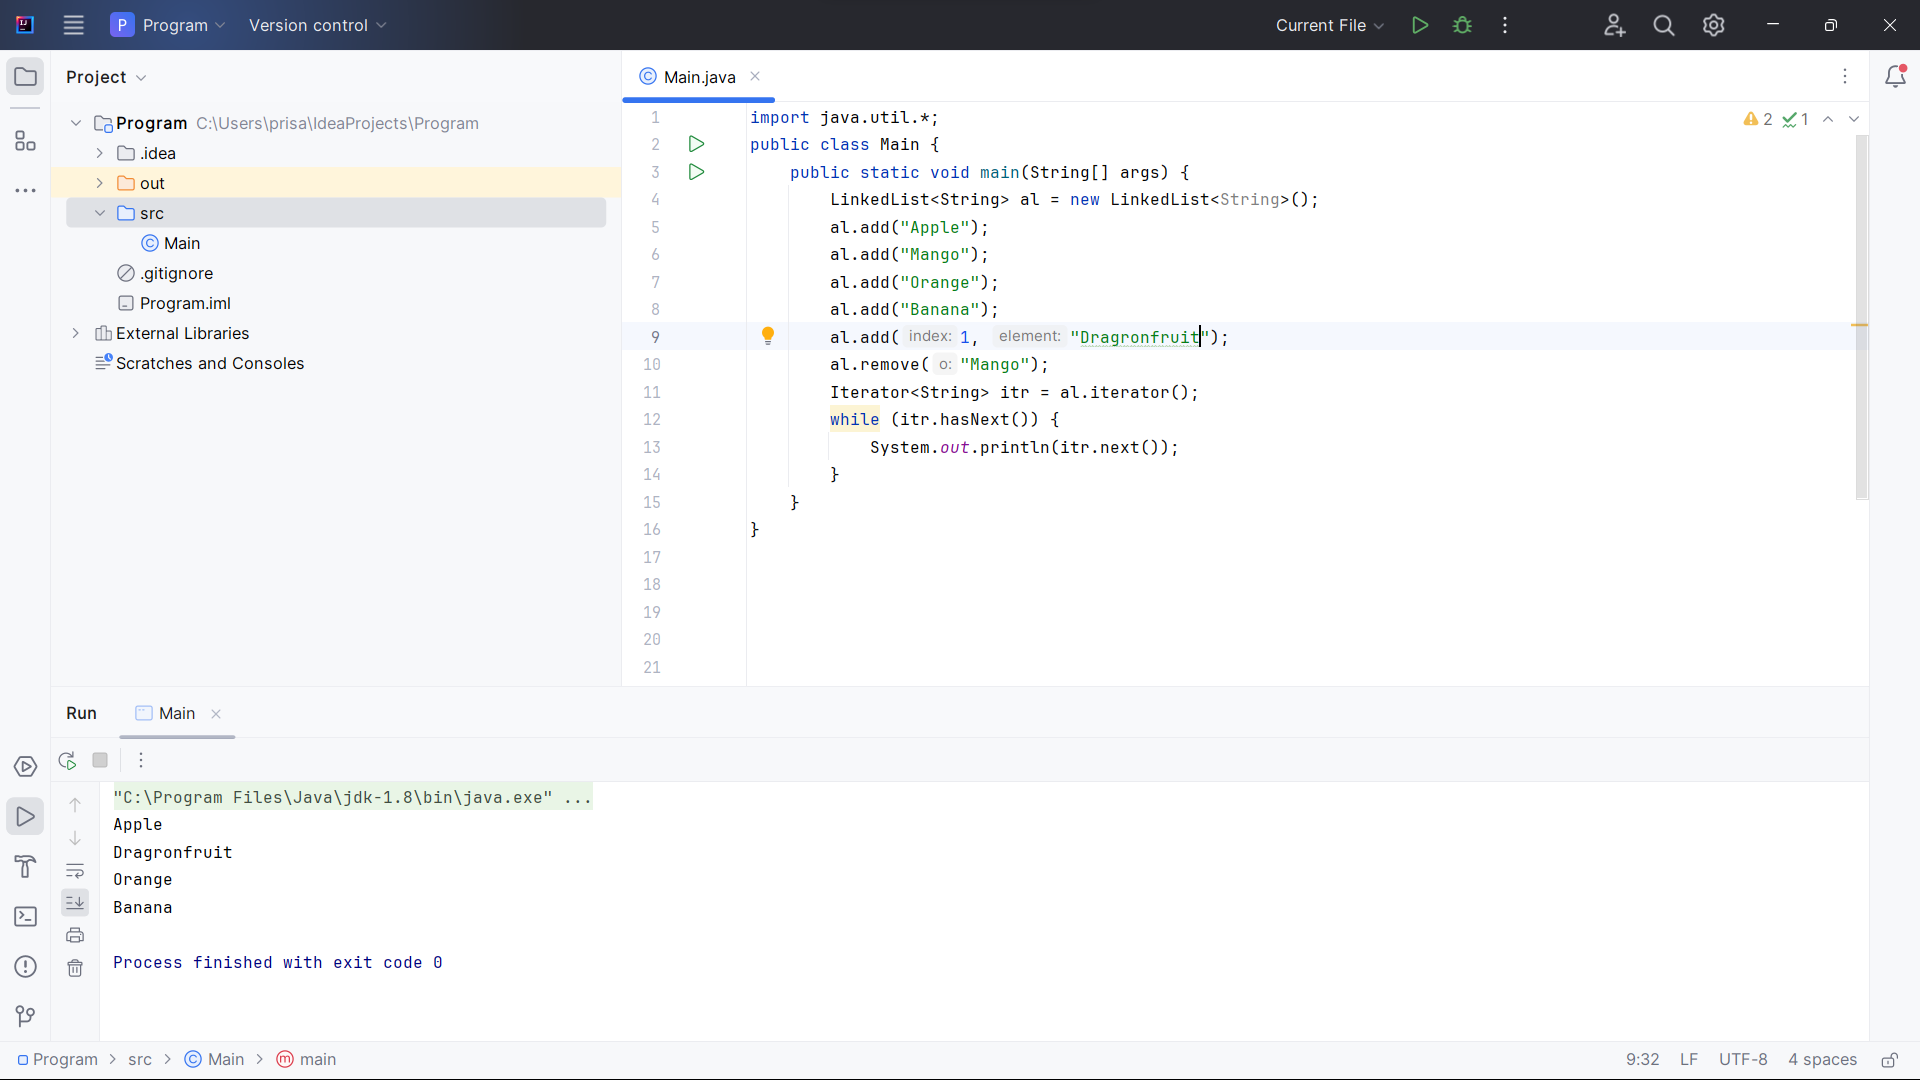 P Program Version control Current File
Project
Main.java
Program C:\Users\prisa\IdeaProjects\Program
.idea
out
src
Main
.gitignore
Program.iml
External Libraries
Scratches and Consoles
2 1
1 import java.util.*;
2 public class Main {
3 public static void main(String[] args) {
4 LinkedList<String> al = new LinkedList<String>();
5 al.add("Apple");
6 al.add("Mango");
7 al.add("Orange");
8 al.add("Banana");
9 al.add( index: 1, element: "Dragronfruit");
10 al.remove( o: "Mango");
11 Iterator<String> itr = al.iterator();
12 while (itr.hasNext()) {
13 System.out.println(itr.next());
14 }
15 }
16 }
17
18
19
20
21
Run Main
"C:\Program Files\Java\jdk-1.8\bin\java.exe" ...
Apple
Dragronfruit
Orange
Banana
Process finished with exit code 0
Program > src > Main > main 9:32 LF UTF-8 4 spaces